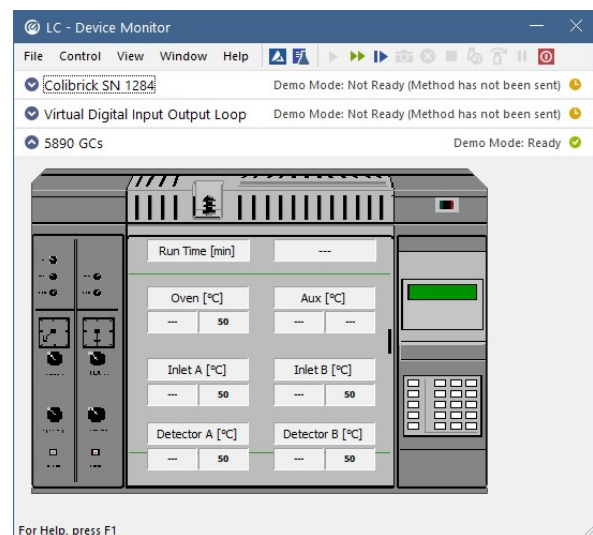 LC - Device Monitor
File Control View Window Help
Colibrick SN 1284 Demo Mode: Not Ready (Method has not been sent)
Virtual Digital Input Output Loop Demo Mode: Not Ready (Method has not been sent)
5890 GCs Demo Mode: Ready
Run Time [min] ---
Oven [°C] Aux [°C]
--- 50 --- ---
Inlet A [°C] Inlet B [°C]
--- 50 --- 50
Detector A [°C] Detector B [°C]
--- 50 --- 50
For Help, press F1